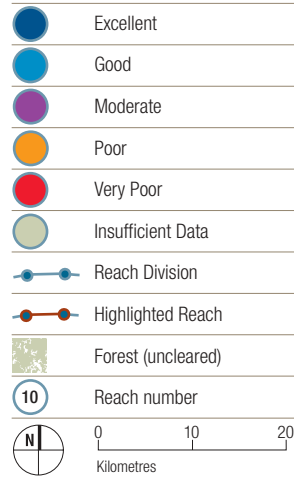 Excellent
Good
Moderate
Poor
Very Poor
Insufficient Data
Reach Division
Highlighted Reach
Forest (uncleared)
10 Reach number
N 0 10 20
Kilometres